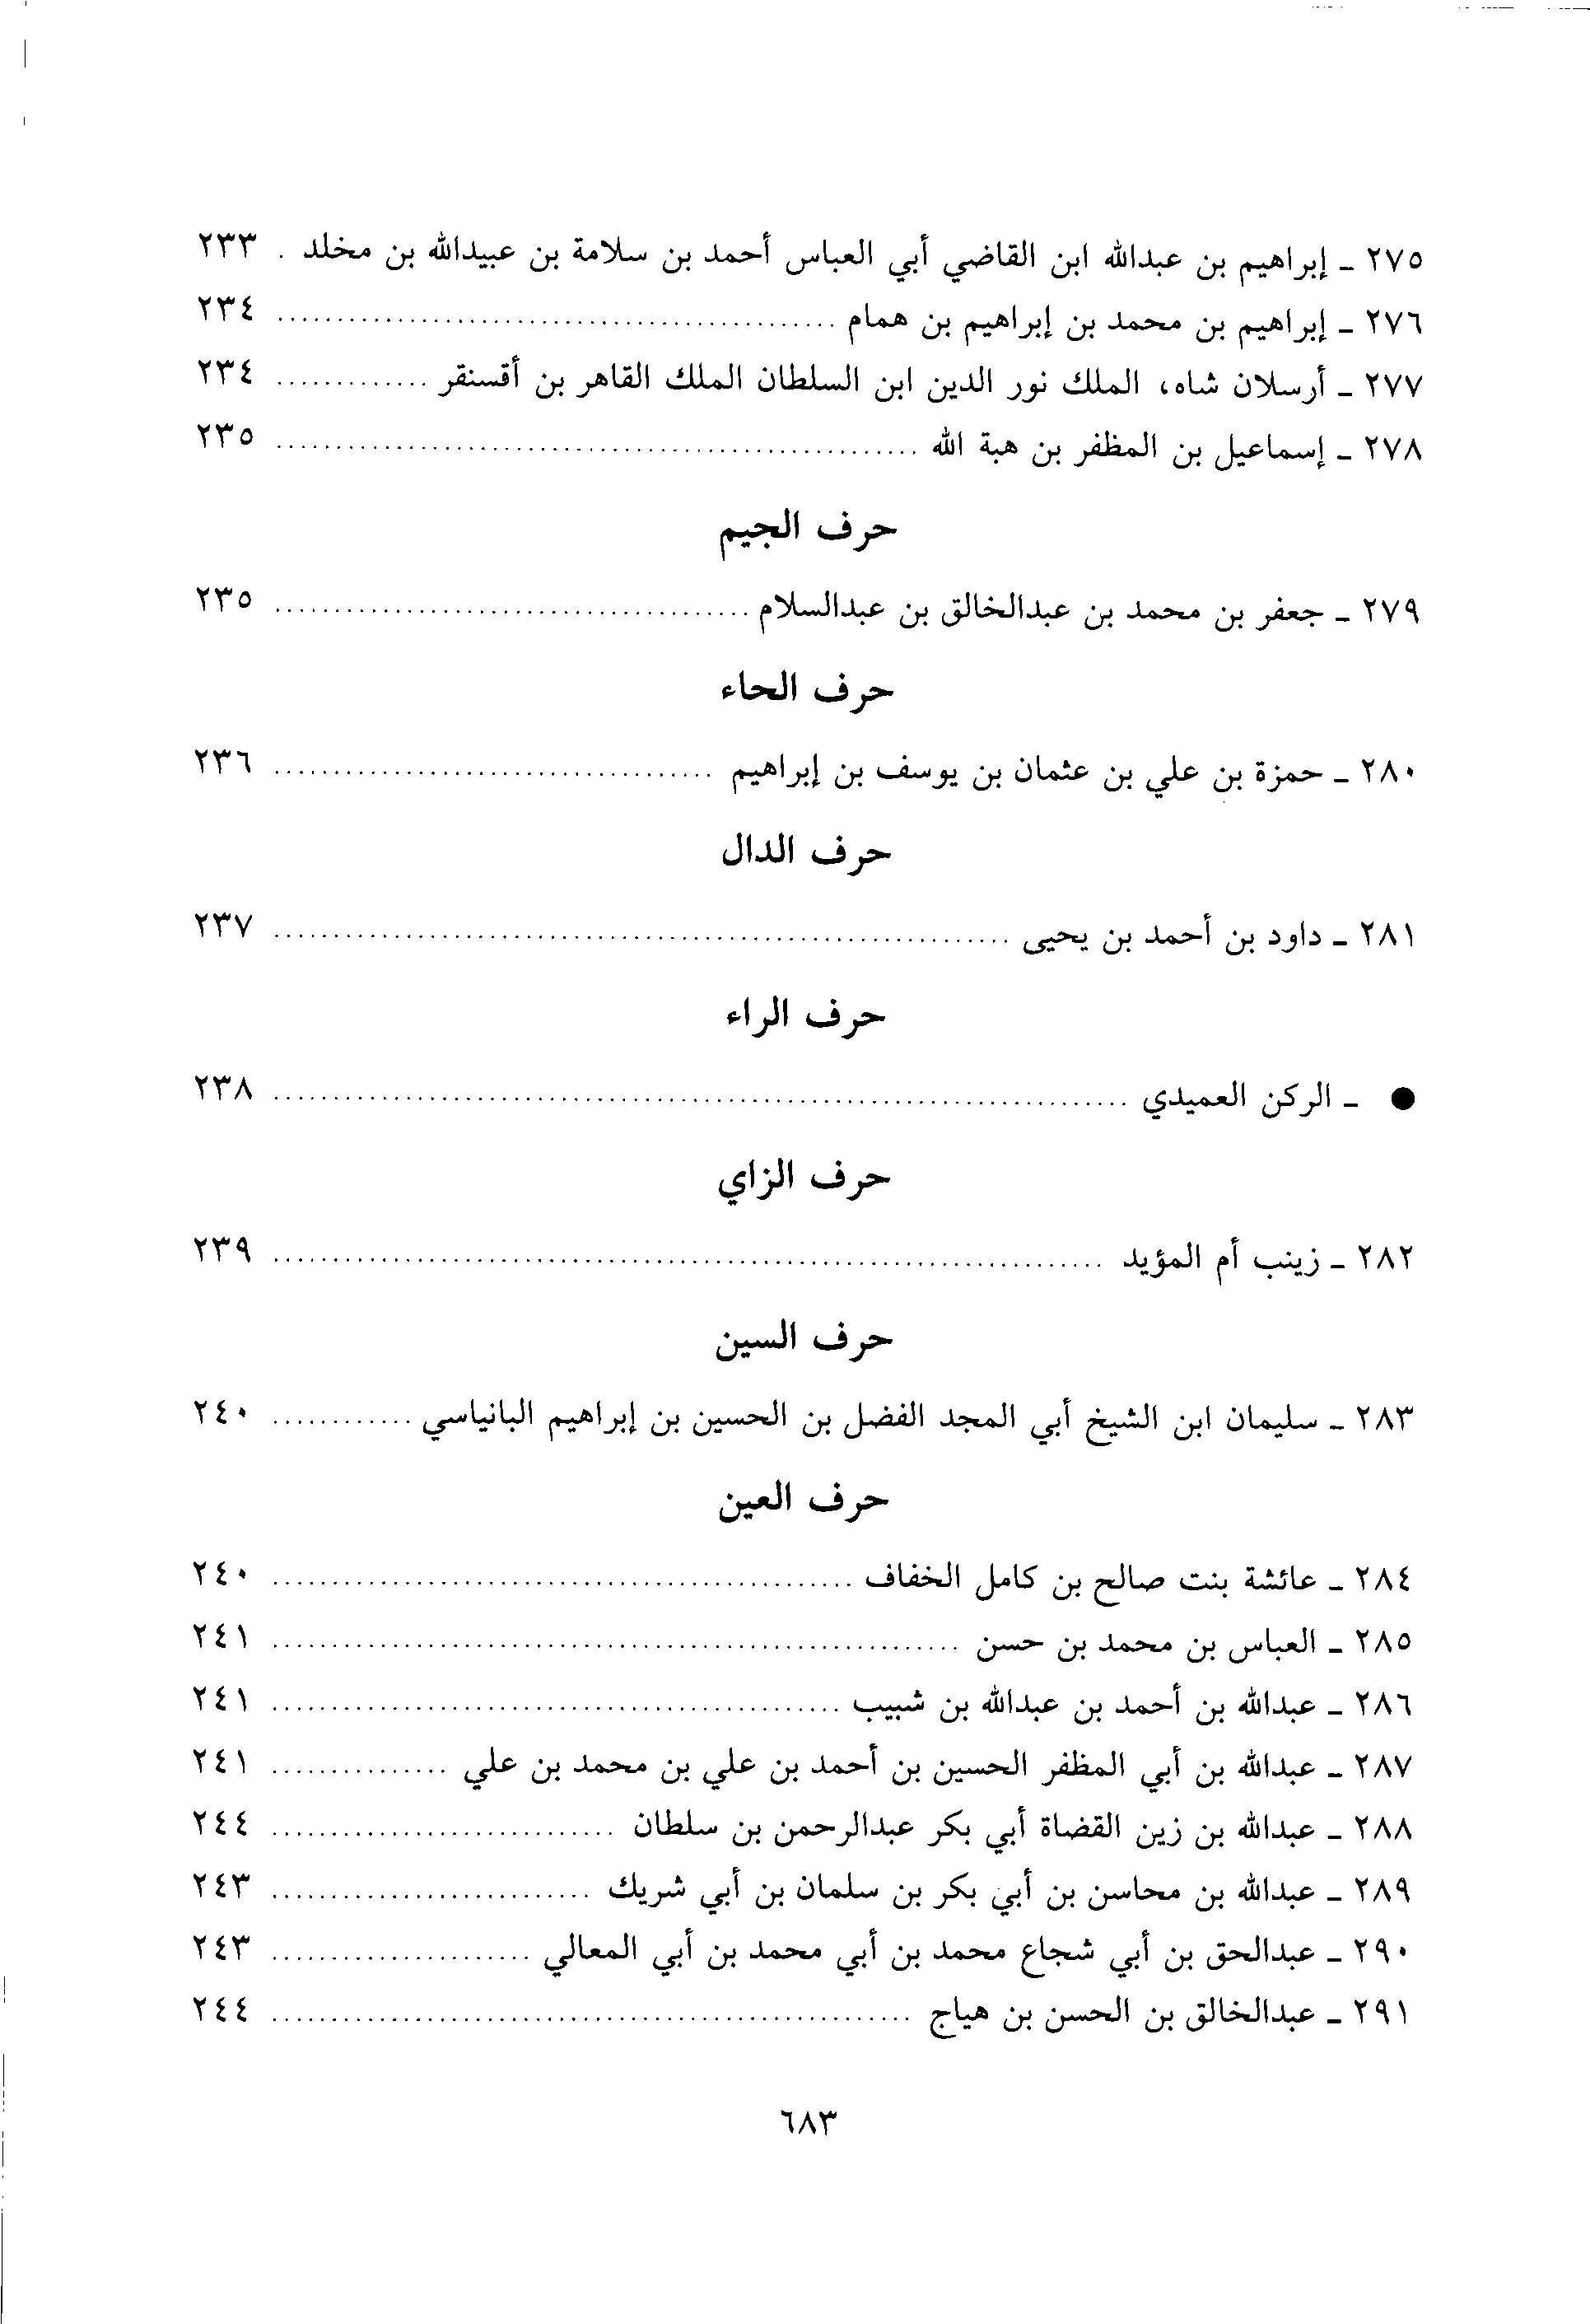 ٢٧٥ - إبراهيم بن عبدالله ابن القاضي أبي العباس أحمد بن سلامة بن عبيدالله بن مخلد . ٢٣٣
٢٧٦ - إبراهيم بن محمد بن إبراهيم بن همام ........ ٢٣٤
٢٧٧ - أرسلان شاه، الملك نور الدين ابن السلطان الملك القاهر بن أقسنقر ........ ٢٣٤
٢٧٨ - إسماعيل بن المظفر بن هبة الله ........ ٢٣٥
حرف الجيم
٢٧٩ - جعفر بن محمد بن عبدالخالق بن عبدالسلام ........ ٢٣٥
حرف الحاء
٢٨٠ - حمزة بن علي بن عثمان بن يوسف بن إبراهيم ........ ٢٣٦
حرف الدال
٢٨١ - داود بن أحمد بن يحيى ........ ٢٣٧
حرف الراء
● - الركن العميدي ........ ٢٣٨
حرف الزاي
٢٨٢ - زينب أم المؤيد ........ ٢٣٩
حرف السين
٢٨٣ - سليمان ابن الشيخ أبي المجد الفضل بن الحسين بن إبراهيم البانياسي ........ ٢٤٠
حرف العين
٢٨٤ - عائشة بنت صالح بن كامل الخفاف ........ ٢٤٠
٢٨٥ - العباس بن محمد بن حسن ........ ٢٤١
٢٨٦ - عبدالله بن أحمد بن عبدالله بن شبيب ........ ٢٤١
٢٨٧ - عبدالله بن أبي المظفر الحسين بن أحمد بن علي بن محمد بن علي ........ ٢٤١
٢٨٨ - عبدالله بن زين القضاة أبي بكر عبدالرحمن بن سلطان ........ ٢٤٤
٢٨٩ - عبدالله بن محاسن بن أبي بكر بن سلمان بن أبي شريك ........ ٢٤٣
٢٩٠ - عبدالحق بن أبي شجاع محمد بن أبي محمد بن أبي المعالي ........ ٢٤٣
٢٩١ - عبدالخالق بن الحسن بن هياج ........ ٢٤٤
٦٨٣